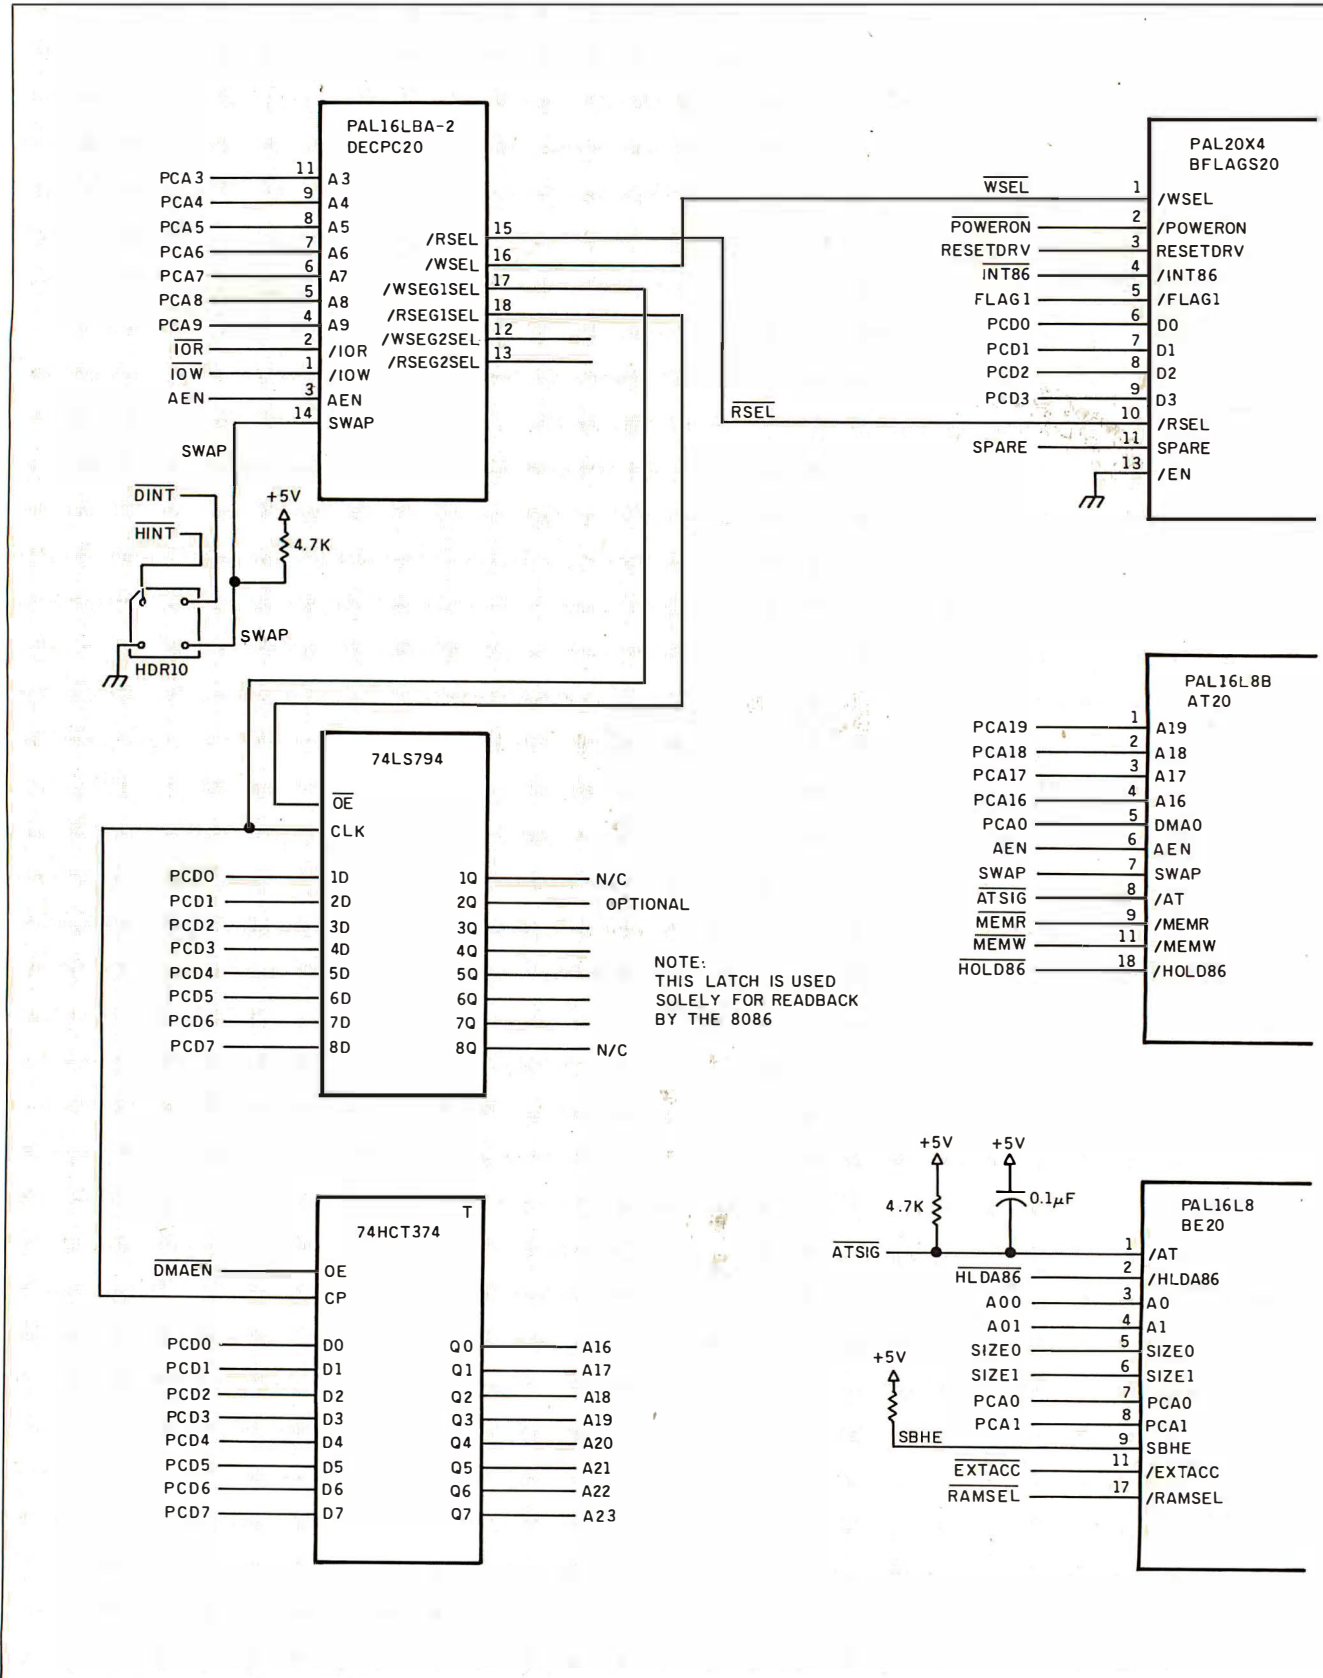 PAL16LBA-2
DECPC20
PCA3 11 A3
PCA4 9 A4
PCA5 8 A5
PCA6 7 A6
PCA7 6 A7
PCA8 5 A8
PCA9 4 A9
IOR 2 /IOR
IOW 1 /IOW
AEN 3 AEN
14 SWAP
/RSEL 15
/WSEL 16
/WSEG1SEL 17
/RSEG1SEL 18
/WSEG2SEL 12
/RSEG2SEL 13
SWAP
DINT
HINT
+5V
4.7K
SWAP
HDR10
PAL20X4
BFLAGS20
WSEL 1 /WSEL
POWERON 2 /POWERON
RESETDRV 3 RESETDRV
INT86 4 /INT86
FLAG1 5 /FLAG1
PCD0 6 D0
PCD1 7 D1
PCD2 8 D2
PCD3 9 D3
RSEL 10 /RSEL
SPARE 11 SPARE
13 /EN
74LS794
OE
CLK
PCD0 1D 1Q N/C
PCD1 2D 2Q OPTIONAL
PCD2 3D 3Q
PCD3 4D 4Q
PCD4 5D 5Q
PCD5 6D 6Q
PCD6 7D 7Q
PCD7 8D 8Q N/C
NOTE:
THIS LATCH IS USED
SOLELY FOR READBACK
BY THE 8086
PAL16L8B
AT20
PCA19 1 A19
PCA18 2 A18
PCA17 3 A17
PCA16 4 A16
PCA0 5 DMA0
AEN 6 AEN
SWAP 7 SWAP
ATSIG 8 /AT
MEMR 9 /MEMR
MEMW 11 /MEMW
HOLD86 18 /HOLD86
T
74HCT374
DMAEN OE
CP
PCD0 D0 Q0 A16
PCD1 D1 Q1 A17
PCD2 D2 Q2 A18
PCD3 D3 Q3 A19
PCD4 D4 Q4 A20
PCD5 D5 Q5 A21
PCD6 D6 Q6 A22
PCD7 D7 Q7 A23
+5V +5V
4.7K 0.1μF
PAL16L8
BE20
ATSIG 1 /AT
HLDA86 2 /HLDA86
A00 3 A0
A01 4 A1
SIZE0 5 SIZE0
SIZE1 6 SIZE1
PCA0 7 PCA0
PCA1 8 PCA1
+5V
SBHE 9 SBHE
EXTACC 11 /EXTACC
RAMSEL 17 /RAMSEL